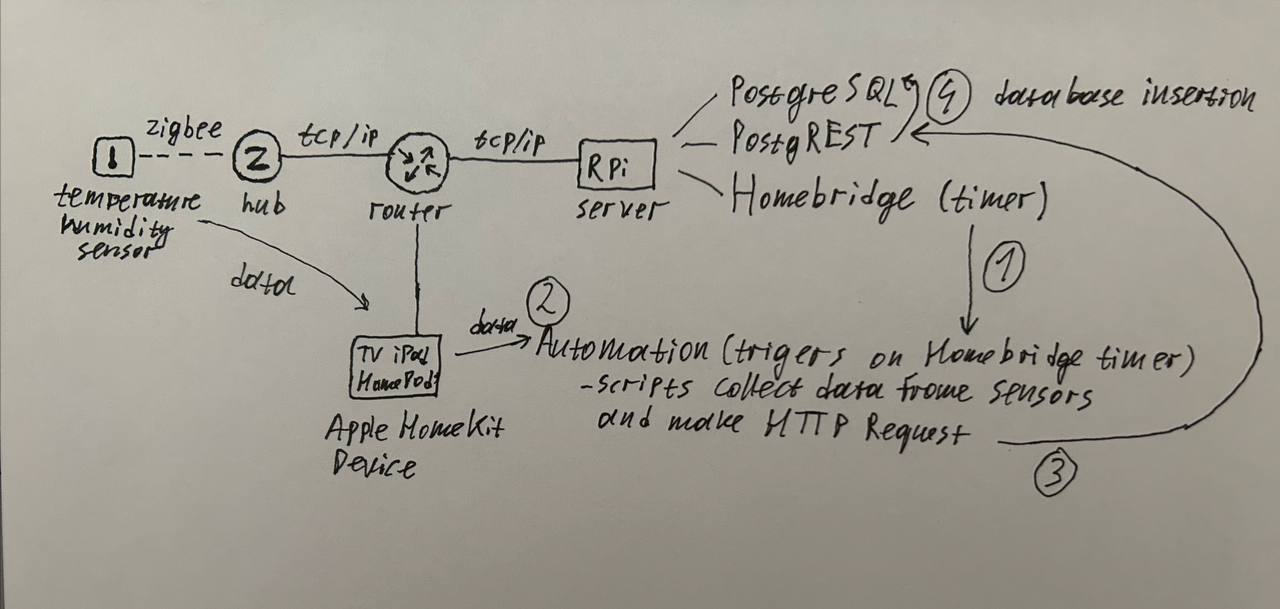 PostgreSQL
4
database insertion
zigbee
tcp/ip
tcp/ip
PostgREST
Z
RPi
temperature
humidity
sensor
hub
router
server
Homebridge (timer)
data
1
2
data
TV iPad
HomePod
Automation (trigers on Homebridge timer)
-scripts collect data frome sensors
and make HTTP Request
Apple HomeKit
Device
3